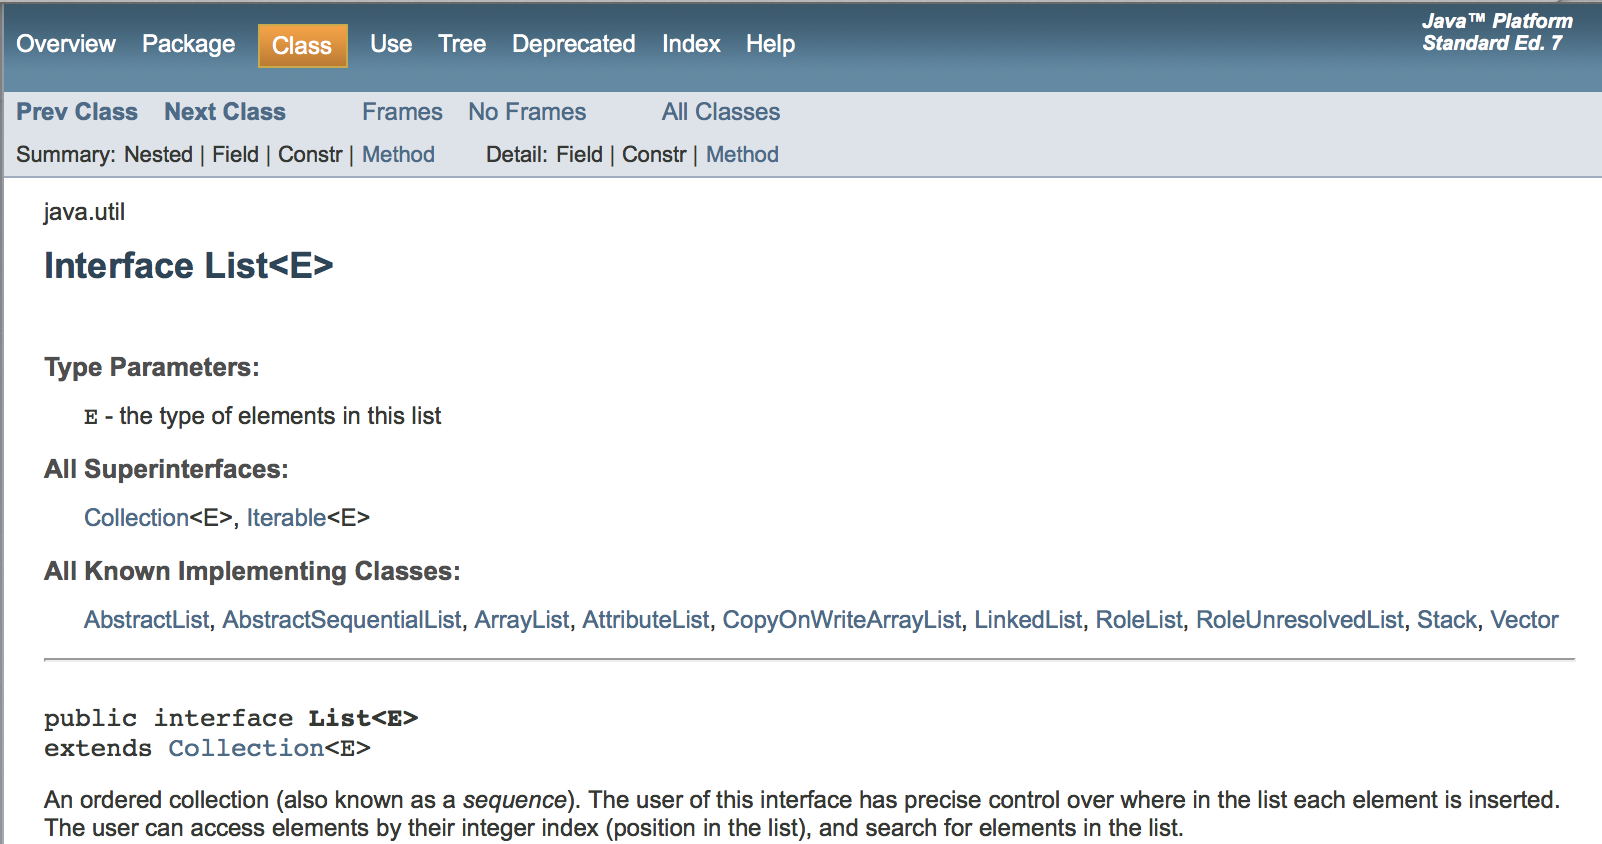 Overview Package Class Use Tree Deprecated Index Help
Java™ Platform
Standard Ed. 7
Prev Class Next Class Frames No Frames All Classes
Summary: Nested | Field | Constr | Method Detail: Field | Constr | Method
java.util
Interface List<E>
Type Parameters:
E - the type of elements in this list
All Superinterfaces:
Collection<E>, Iterable<E>
All Known Implementing Classes:
AbstractList, AbstractSequentialList, ArrayList, AttributeList, CopyOnWriteArrayList, LinkedList, RoleList, RoleUnresolvedList, Stack, Vector
public interface List<E>
extends Collection<E>
An ordered collection (also known as a sequence). The user of this interface has precise control over where in the list each element is inserted.
The user can access elements by their integer index (position in the list), and search for elements in the list.